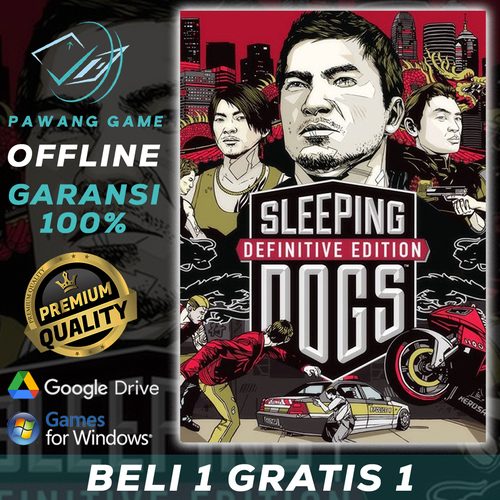 PAWANG GAME
OFFLINE
GARANSI
100%
PREMIUM
QUALITY
Google Drive
Games
for Windows
SLEEPING
DEFINITIVE EDITION
DOGS
BELI 1 GRATIS 1